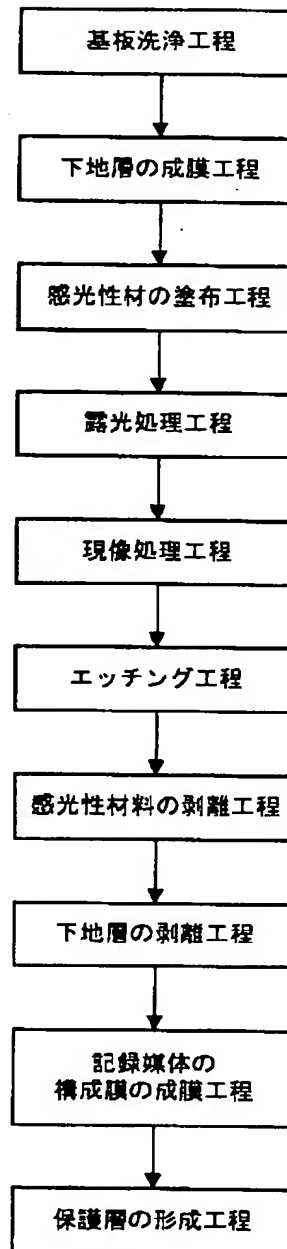 基板洗浄工程
下地層の成膜工程
感光性材の塗布工程
露光処理工程
現像処理工程
エッチング工程
感光性材料の剥離工程
下地層の剥離工程
記録媒体の
構成膜の成膜工程
保護層の形成工程